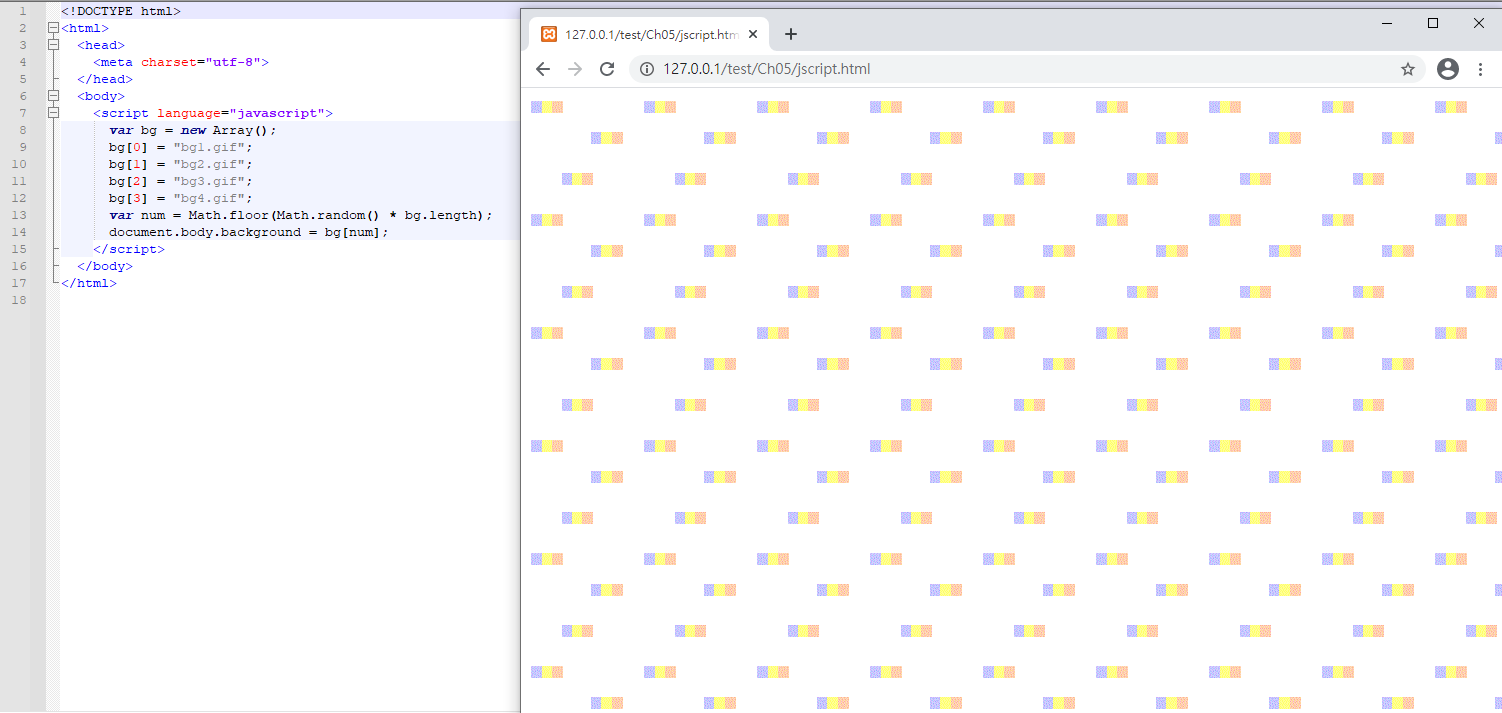 1 <!DOCTYPE html>
2 <html>
3 <head>
4 <meta charset="utf-8">
5 </head>
6 <body>
7 <script language="javascript">
8 var bg = new Array();
9 bg[0] = "bg1.gif";
10 bg[1] = "bg2.gif";
11 bg[2] = "bg3.gif";
12 bg[3] = "bg4.gif";
13 var num = Math.floor(Math.random() * bg.length);
14 document.body.background = bg[num];
15 </script>
16 </body>
17 </html>
18
127.0.0.1/test/Ch05/jscript.htm
127.0.0.1/test/Ch05/jscript.html